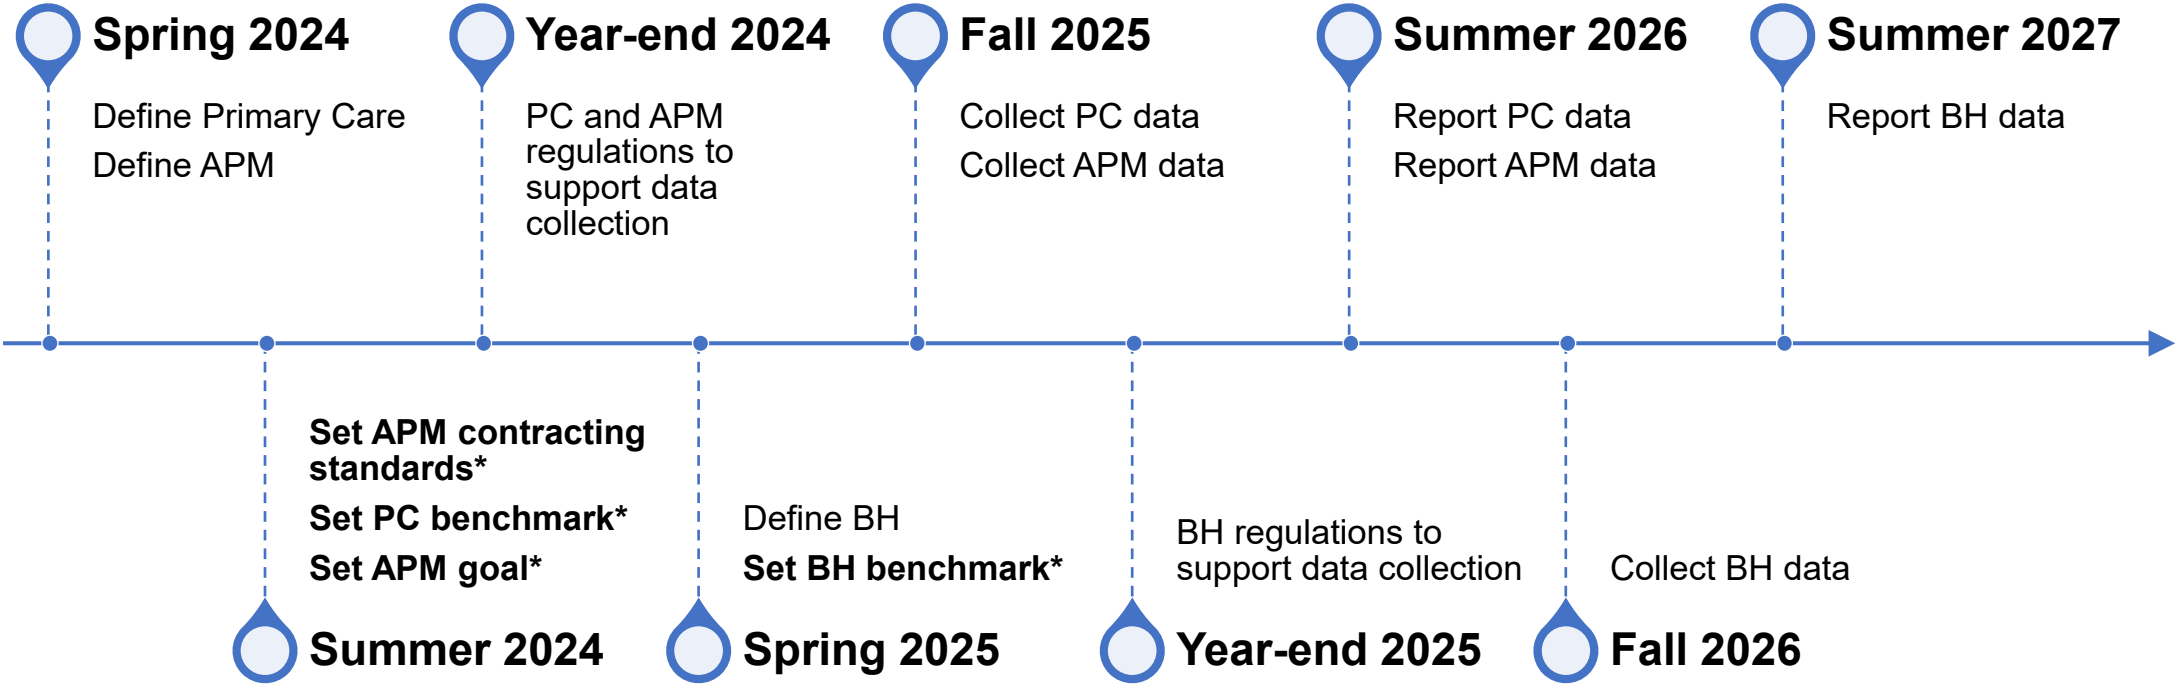 Spring 2024
Define Primary Care
Define APM
Year-end 2024
PC and APM
regulations to
support data
collection
Fall 2025
Collect PC data
Collect APM data
Summer 2026
Report PC data
Report APM data
Summer 2027
Report BH data
Set APM contracting
standards*
Set PC benchmark*
Set APM goal*
Summer 2024
Define BH
Set BH benchmark*
Spring 2025
BH regulations to
support data collection
Year-end 2025
Collect BH data
Fall 2026